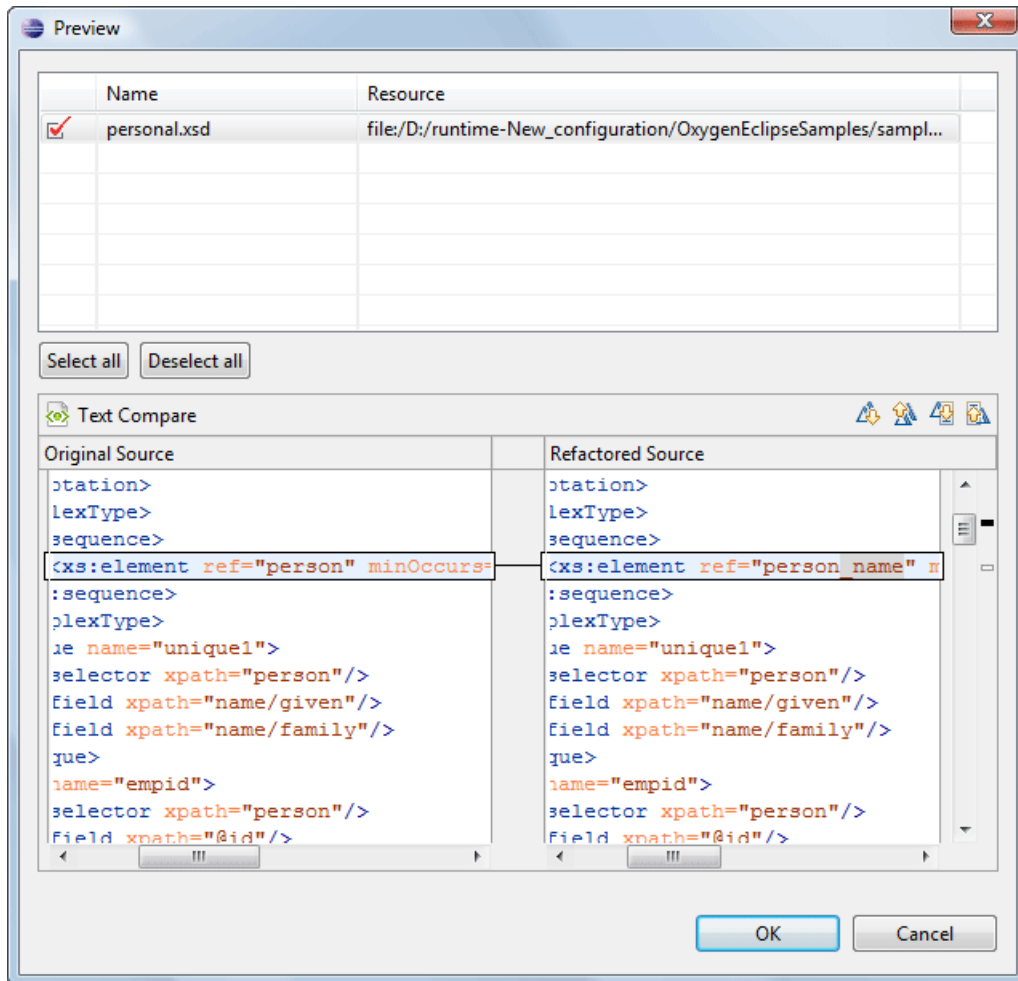 Preview
Name Resource
personal.xsd file:/D:/runtime-New_configuration/OxygenEclipseSamples/sampl...
Select all Deselect all
Text Compare
Original Source Refactored Source
otation> otation>
lexType> lexType>
sequence> sequence>
<xs:element ref="person" minOccurs= <xs:element ref="person_name" m
:sequence> :sequence>
plexType> plexType>
ue name="unique1"> ue name="unique1">
selector xpath="person"/> selector xpath="person"/>
field xpath="name/given"/> field xpath="name/given"/>
field xpath="name/family"/> field xpath="name/family"/>
que> que>
name="empid"> name="empid">
selector xpath="person"/> selector xpath="person"/>
field xpath="@id"/> field xpath="@id"/>
OK Cancel